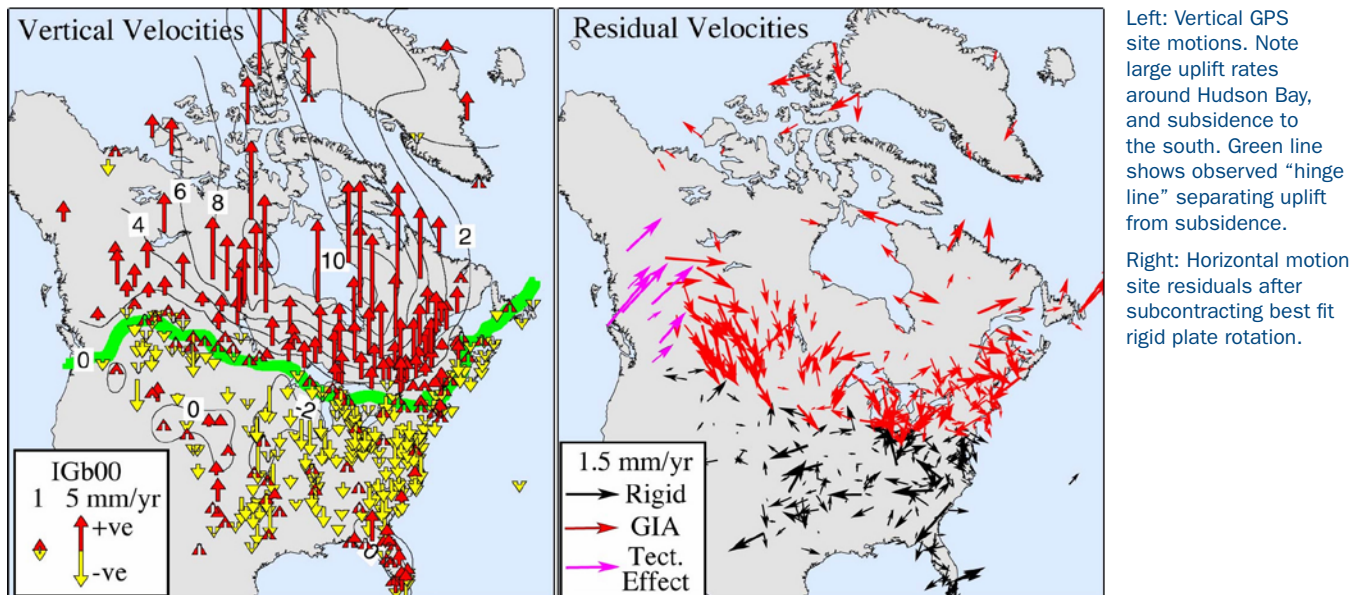 Vertical Velocities
6
8
4
2
10
0
0
-2
0
IGb00
1 5 mm/yr
+ve
-ve
Residual Velocities
1.5 mm/yr
Rigid
GIA
Tect.
Effect
Left: Vertical GPS
site motions. Note
large uplift rates
around Hudson Bay,
and subsidence to
the south. Green line
shows observed “hinge
line” separating uplift
from subsidence.
Right: Horizontal motion
site residuals after
subcontracting best fit
rigid plate rotation.